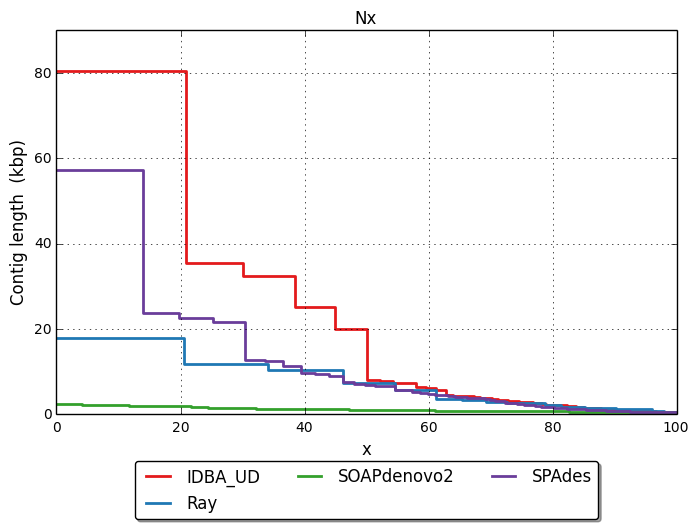 Nx
80
60
40
20
0
Contig length (kbp)
0 20 40 60 80 100
x
IDBA_UD SOAPdenovo2 SPAdes
Ray